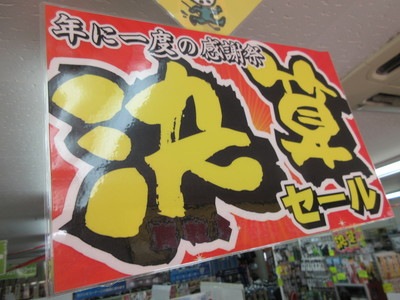 年に一度の感謝祭
決算
セール